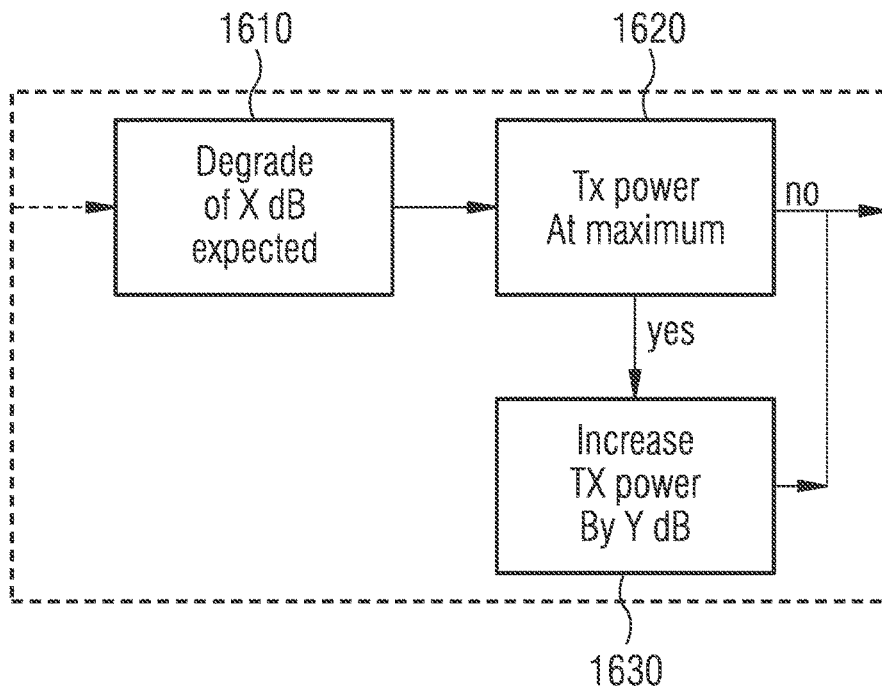 1610
1620
Degrade
of X dB
expected
Tx power
At maximum
no
yes
Increase
TX power
By Y dB
1630